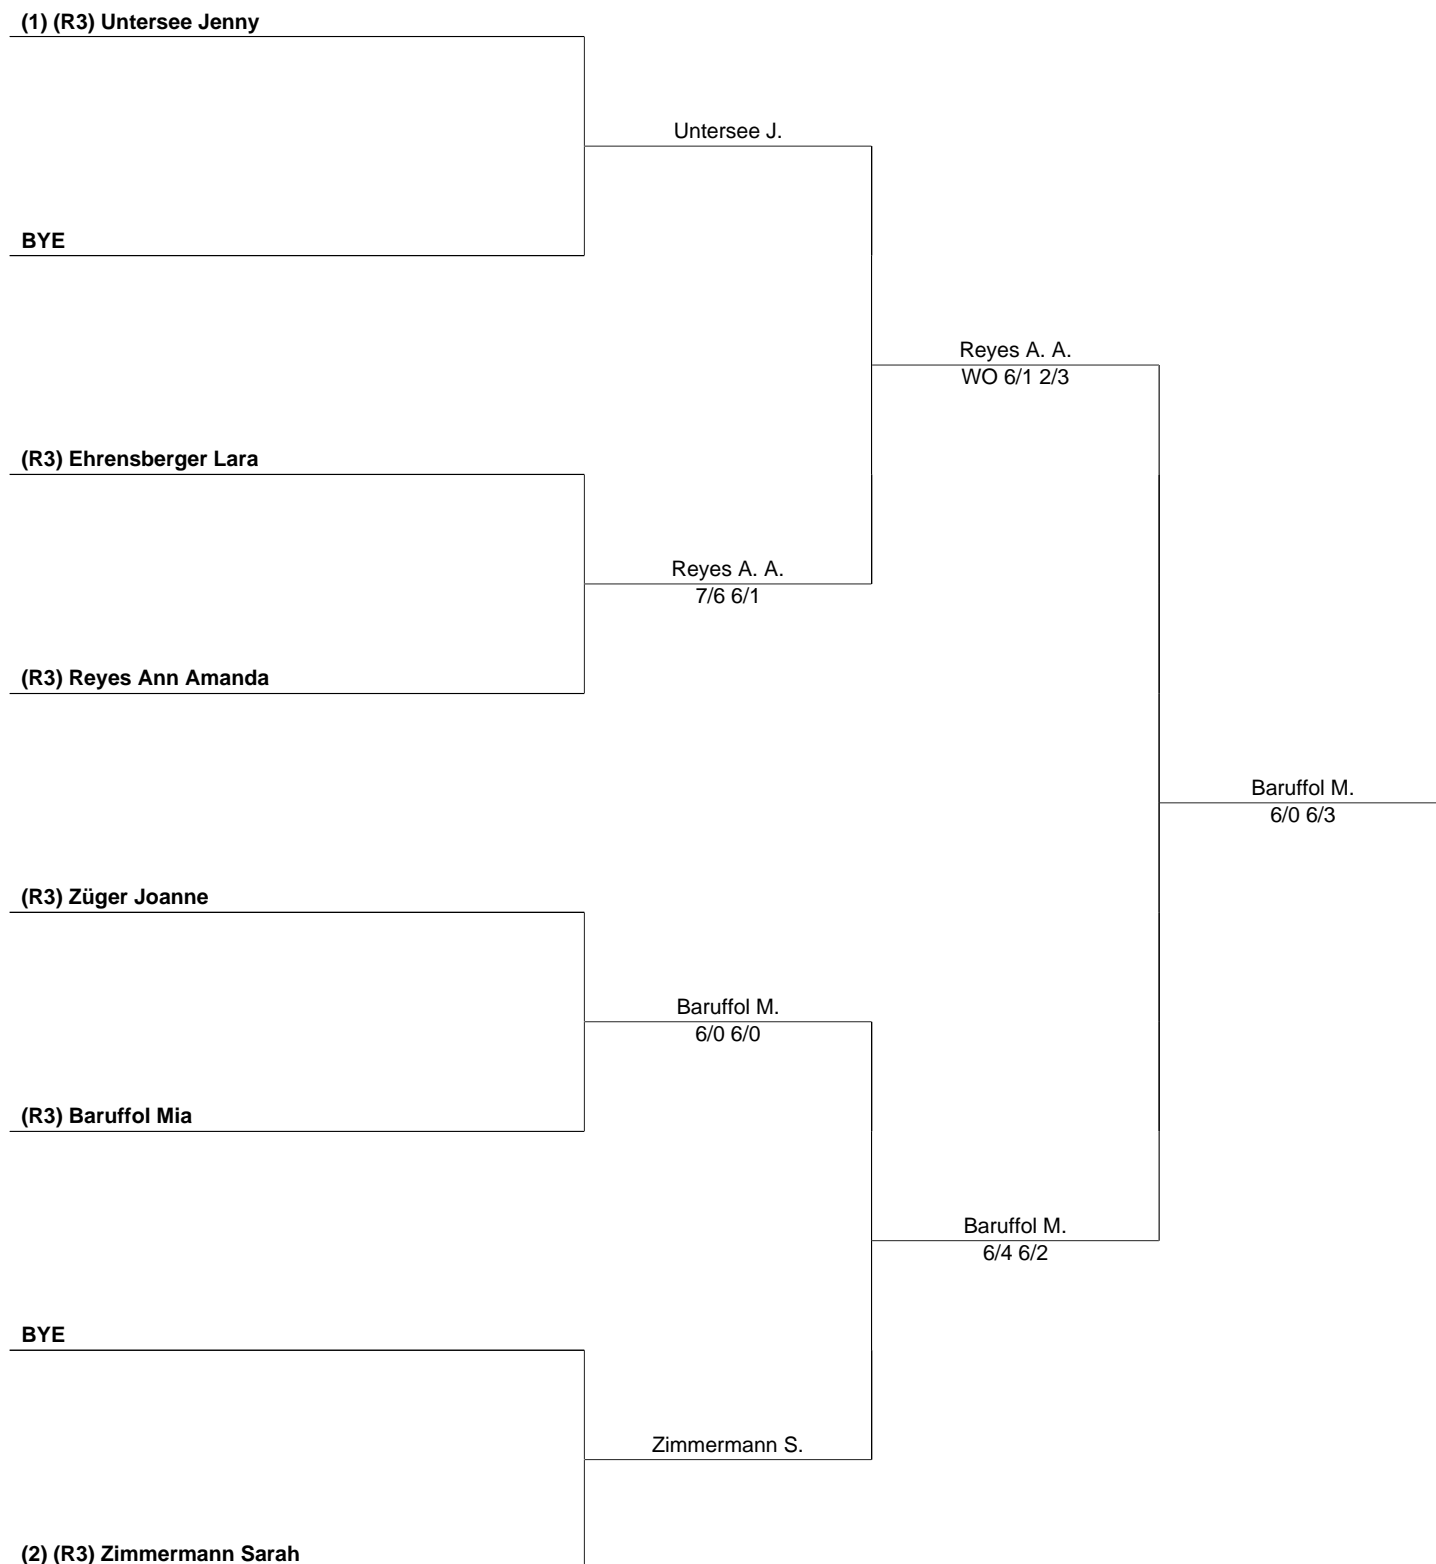 (1) (R3) Untersee Jenny
Untersee J.
BYE
Reyes A. A.
WO 6/1 2/3
(R3) Ehrensberger Lara
Reyes A. A.
7/6 6/1
(R3) Reyes Ann Amanda
Baruffol M.
6/0 6/3
(R3) Züger Joanne
Baruffol M.
6/0 6/0
(R3) Baruffol Mia
Baruffol M.
6/4 6/2
BYE
Zimmermann S.
(2) (R3) Zimmermann Sarah